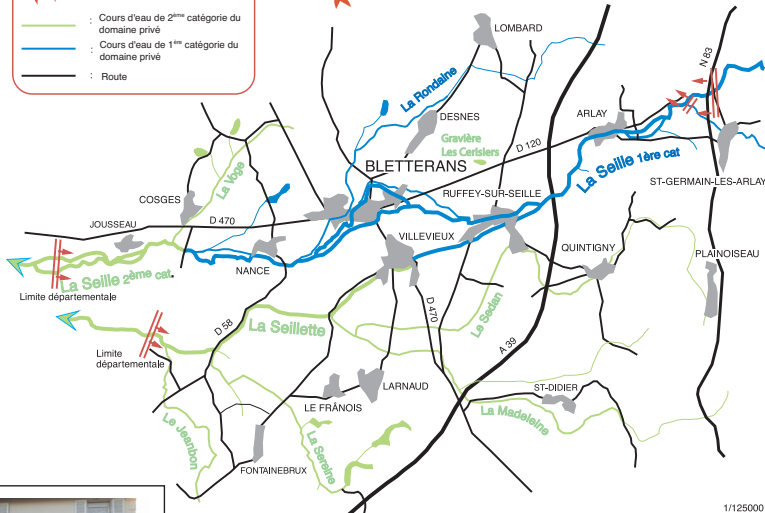 : Cours d'eau de 2ème catégorie du
domaine privé
: Cours d'eau de 1ère catégorie du
domaine privé
: Route
LOMBARD
N 83
La Rondaine
DESNES
ARLAY
Gravière
Les Cerisiers
D 120
BLETTERANS
La Seille 1ère cat
La Voge
ST-GERMAIN-LES-ARLAY
COSGES
RUFFEY-SUR-SEILLE
D 470
JOUSSEAU
VILLEVIEUX
QUINTIGNY
PLAINOISEAU
NANCE
La Seille 2ème cat.
Limite départementale
D 470
Le Sedan
D 58
La Seillette
A 39
Limite
départementale
LARNAUD
ST-DIDIER
LE FRÂNOIS
La Madeleine
Le Jeanbon
La Sereine
FONTAINEBRUX
1/125000